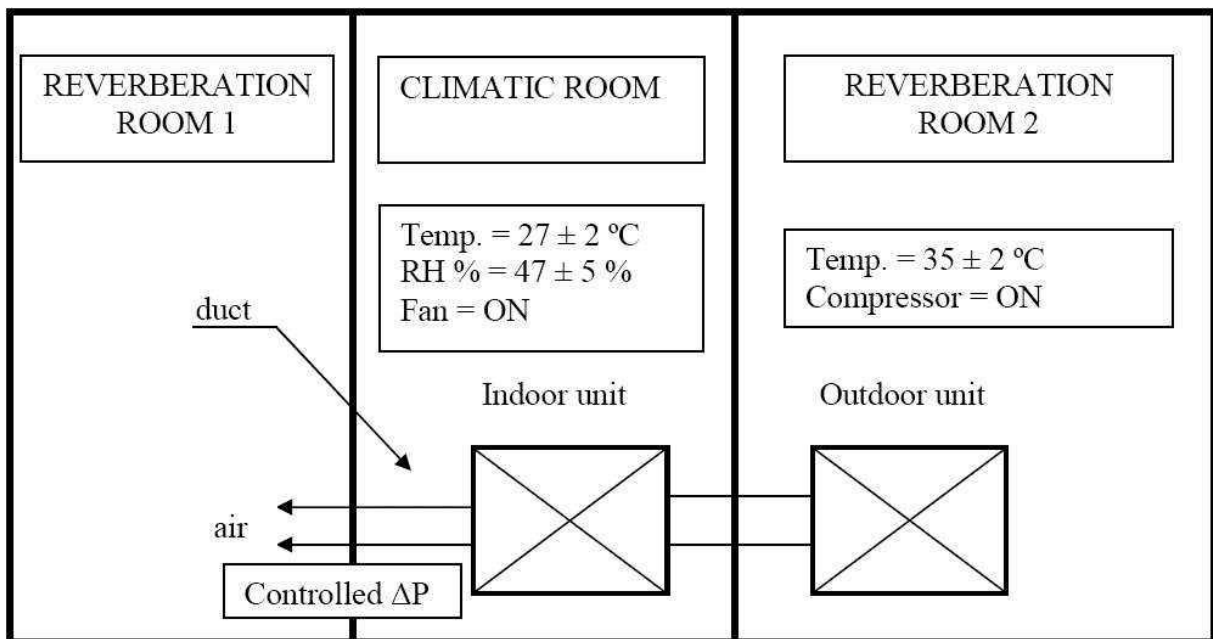 REVERBERATION
ROOM 1
CLIMATIC ROOM
REVERBERATION
ROOM 2
Temp. = 27 ± 2 ºC
RH % = 47 ± 5 %
Fan = ON
Temp. = 35 ± 2 ºC
Compressor = ON
duct
Indoor unit
Outdoor unit
air
Controlled ΔP